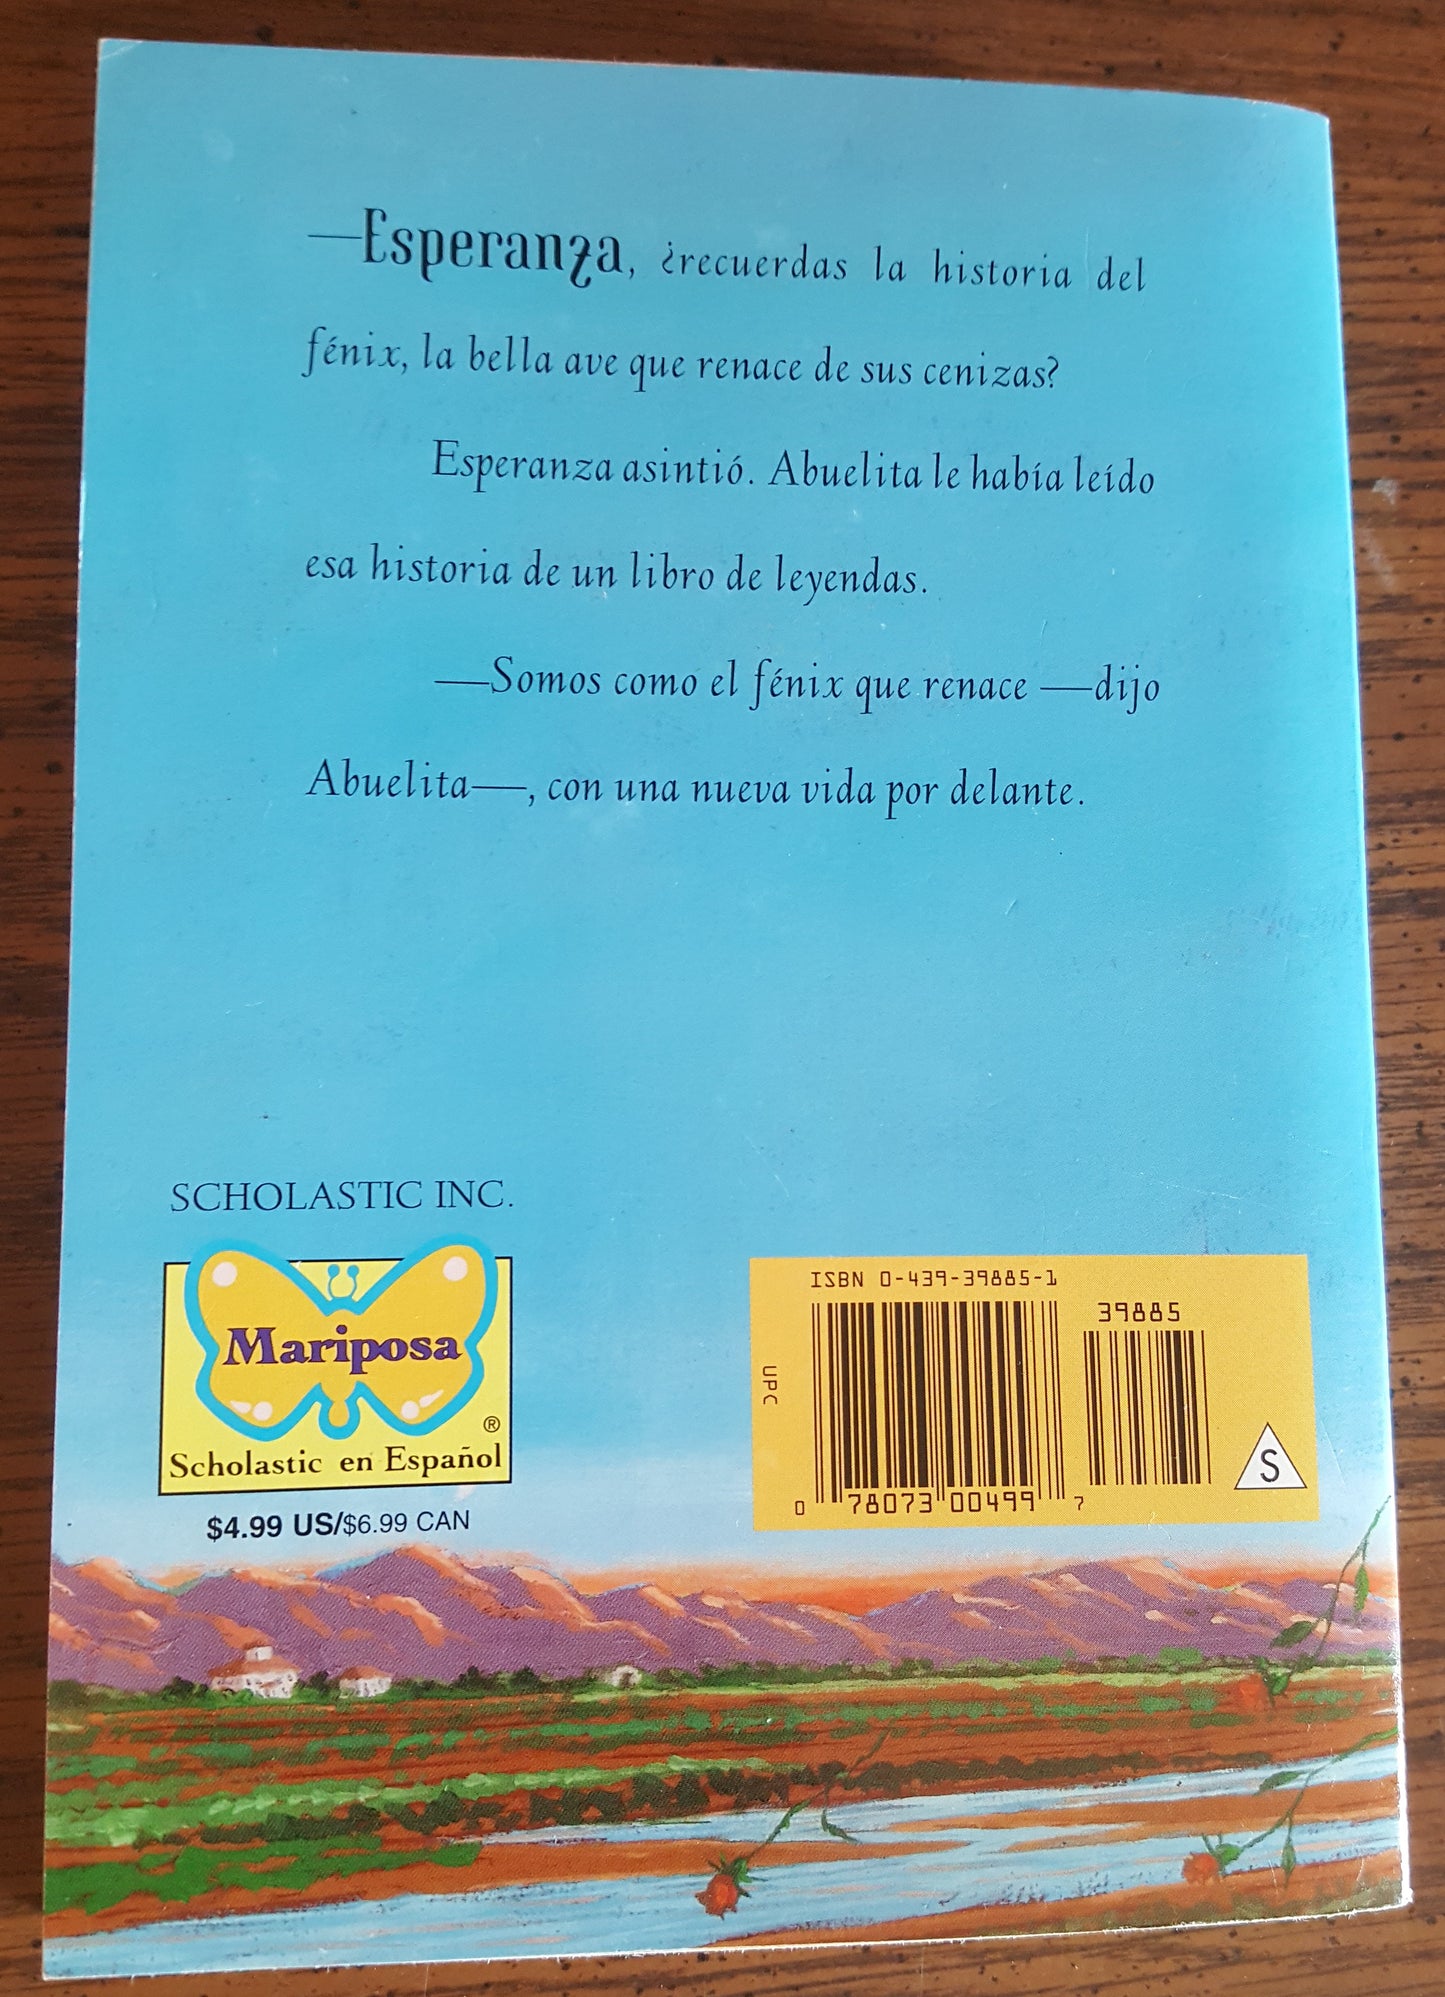 —Esperanza, ¿recuerdas la historia del
fénix, la bella ave que renace de sus cenizas?
Esperanza asintió. Abuelita le había leído
esa historia de un libro de leyendas.
—Somos como el fénix que renace —dijo
Abuelita—, con una nueva vida por delante.
SCHOLASTIC INC.
Mariposa
®
Scholastic en Español
$4.99 US/$6.99 CAN
ISBN 0-439-39885-1
39885
UPC
0 78073 00499 7
S